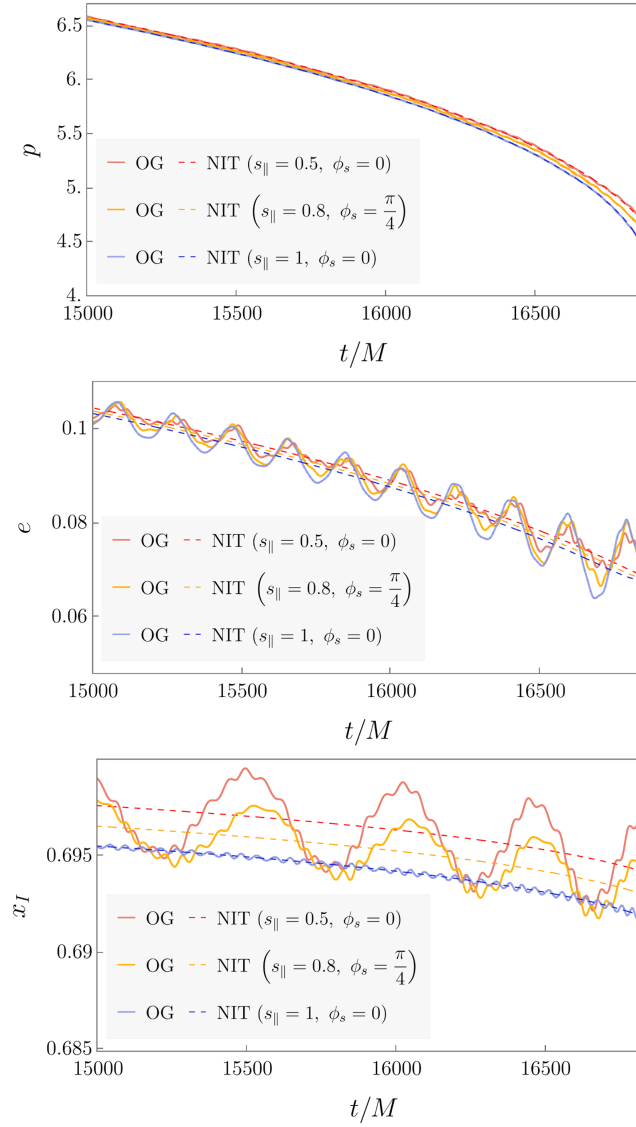 6.5
6.
5.5
5.
4.5
4.
p
OG NIT (s∥ = 0.5, ϕs = 0)
OG NIT (s∥ = 0.8, ϕs = π/4)
OG NIT (s∥ = 1, ϕs = 0)
15000 15500 16000 16500
t/M
0.1
0.08
0.06
e
OG NIT (s∥ = 0.5, ϕs = 0)
OG NIT (s∥ = 0.8, ϕs = π/4)
OG NIT (s∥ = 1, ϕs = 0)
15000 15500 16000 16500
t/M
0.695
0.69
0.685
xI
OG NIT (s∥ = 0.5, ϕs = 0)
OG NIT (s∥ = 0.8, ϕs = π/4)
OG NIT (s∥ = 1, ϕs = 0)
15000 15500 16000 16500
t/M